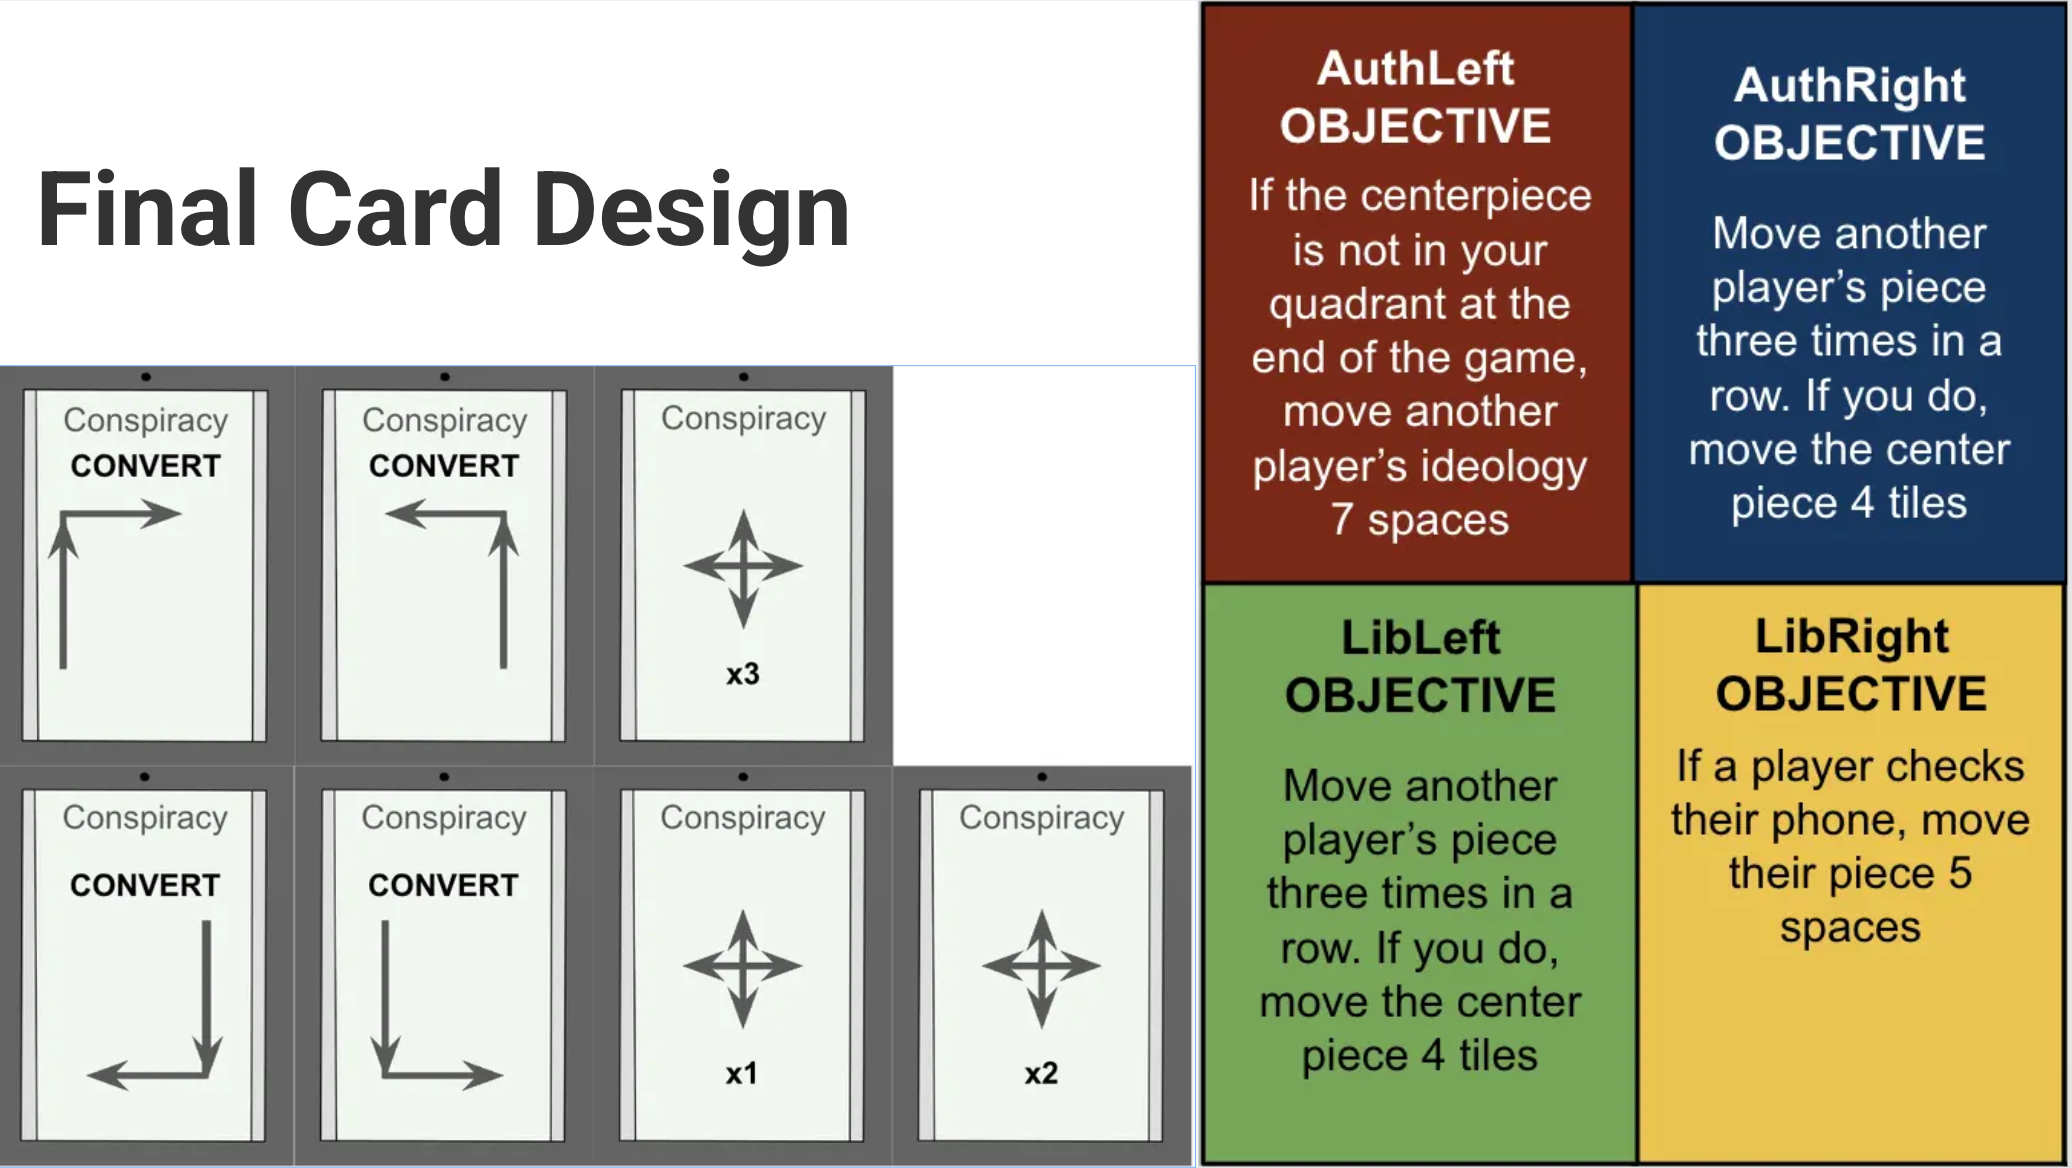 Final Card Design
Conspiracy
CONVERT
Conspiracy
CONVERT
Conspiracy
x3
Conspiracy
CONVERT
Conspiracy
CONVERT
Conspiracy
x1
Conspiracy
x2
AuthLeft
OBJECTIVE
If the centerpiece
is not in your
quadrant at the
end of the game,
move another
player’s ideology
7 spaces
AuthRight
OBJECTIVE
Move another
player’s piece
three times in a
row. If you do,
move the center
piece 4 tiles
LibLeft
OBJECTIVE
Move another
player’s piece
three times in a
row. If you do,
move the center
piece 4 tiles
LibRight
OBJECTIVE
If a player checks
their phone, move
their piece 5
spaces